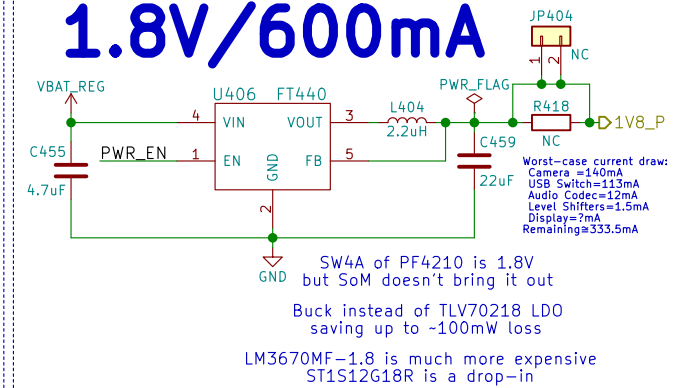 1.8V/600mA
JP404
1
2
NC
VBAT_REG
U406 FT440
PWR_FLAG
4 VIN VOUT 3
L404
2.2uH
R418
NC
1V8_P
C455
4.7uF
PWR_EN 1 EN FB 5
GND
2
C459
22uF
GND
Worst-case current draw:
Camera =140mA
USB Switch=113mA
Audio Codec=12mA
Level Shifters=1.5mA
Display=?mA
Remaining≅333.5mA
SW4A of PF4210 is 1.8V
but SoM doesn't bring it out
Buck instead of TLV70218 LDO
saving up to ~100mW loss
LM3670MF-1.8 is much more expensive
ST1S12G18R is a drop-in